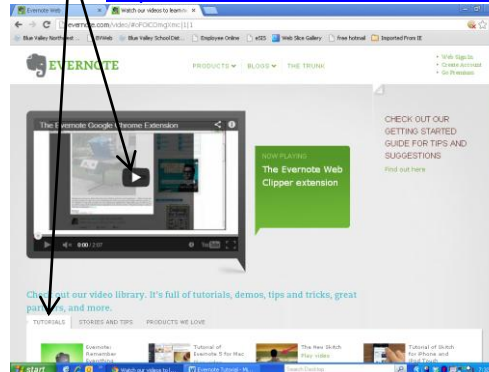 Evernote Web
Watch our videos to learn
evernote.com/video/#oFOCOmgXmcI|1|1
Blue Valley Northwest ...
BVWeb
Blue Valley School Dist...
Employee Online
eSIS
Web Slice Gallery
free hotmail
Imported From IE
EVERNOTE
PRODUCTS
BLOGS
THE TRUNK
Web Sign In
Create Account
Go Premium
The Evernote Google Chrome Extension
NOW PLAYING
The Evernote Web
Clipper extension
CHECK OUT OUR
GETTING STARTED
GUIDE FOR TIPS AND
SUGGESTIONS
Find out here
0:00 / 2:07
Check out our video library. It's full of tutorials, demos, tips and tricks, great
partners, and more.
TUTORIALS
STORIES AND TIPS
PRODUCTS WE LOVE
Evernote:
Remember
Everything
Tutorial of
Evernote 5 for Mac
The New Skitch
Play video
Tutorial of Skitch
for iPhone and
iPod Touch
start
Watch our videos to l...
Evernote Tutorial - Mi...
Search Desktop